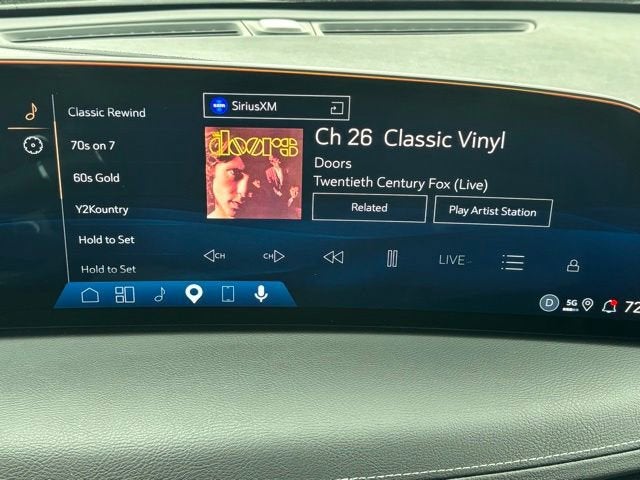 Classic Rewind
70s on 7
60s Gold
Y2Kountry
Hold to Set
Hold to Set
sxm SiriusXM
the doors
Ch 26 Classic Vinyl
Doors
Twentieth Century Fox (Live)
Related
Play Artist Station
CH
CH
LIVE
D
5G
72